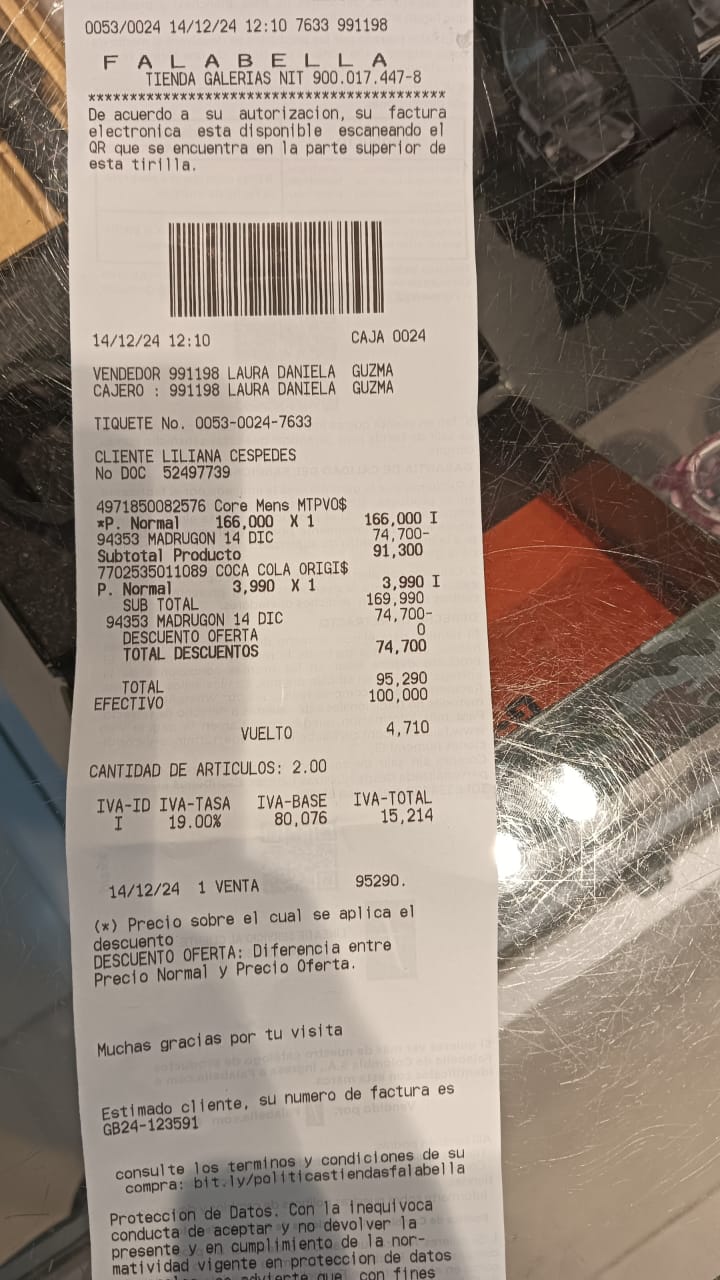 0053/0024 14/12/24 12:10 7633 991198
F A L A B E L L A
TIENDA GALERIAS NIT 900.017.447-8
******************************************
De acuerdo a su autorizacion, su factura
electronica esta disponible escaneando el
QR que se encuentra en la parte superior de
esta tirilla.
14/12/24 12:10 CAJA 0024
VENDEDOR 991198 LAURA DANIELA GUZMA
CAJERO : 991198 LAURA DANIELA GUZMA
TIQUETE No. 0053-0024-7633
CLIENTE LILIANA CESPEDES
No DOC 52497739
4971850082576 Core Mens MTPVO$
*P. Normal 166,000 X 1 166,000 I
94353 MADRUGON 14 DIC 74,700-
Subtotal Producto 91,300
7702535011089 COCA COLA ORIGI$
P. Normal 3,990 X 1 3,990 I
SUB TOTAL 169,990
94353 MADRUGON 14 DIC 74,700-
DESCUENTO OFERTA 0
TOTAL DESCUENTOS 74,700
TOTAL 95,290
EFECTIVO 100,000
VUELTO 4,710
CANTIDAD DE ARTICULOS: 2.00
IVA-ID IVA-TASA IVA-BASE IVA-TOTAL
I 19.00% 80,076 15,214
14/12/24 1 VENTA 95290.
(*) Precio sobre el cual se aplica el
descuento
DESCUENTO OFERTA: Diferencia entre
Precio Normal y Precio Oferta.
Muchas gracias por tu visita
Estimado cliente, su numero de factura es
GB24-123591
consulte los terminos y condiciones de su
compra: bit.ly/politicastiendasfalabella
Proteccion de Datos. Con la inequivoca
conducta de aceptar y no devolver la
presente y en cumplimiento de la nor-
matividad vigente en proteccion de datos
advierte que con fines